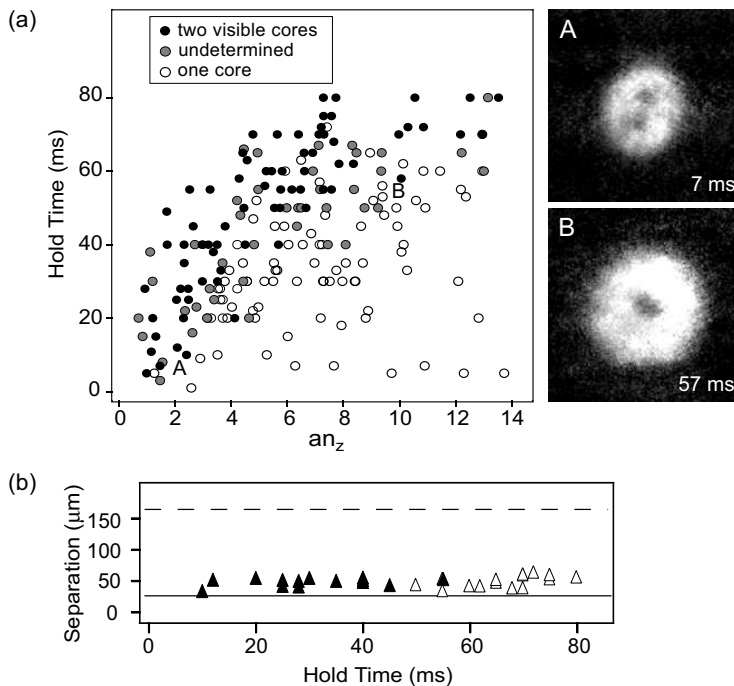 (a)
two visible cores
undetermined
one core
Hold Time (ms)
80
60
40
20
0
A
B
0 2 4 6 8 10 12 14
an_z
A
7 ms
B
57 ms
(b)
Separation (μm)
150
100
50
0
0 20 40 60 80
Hold Time (ms)